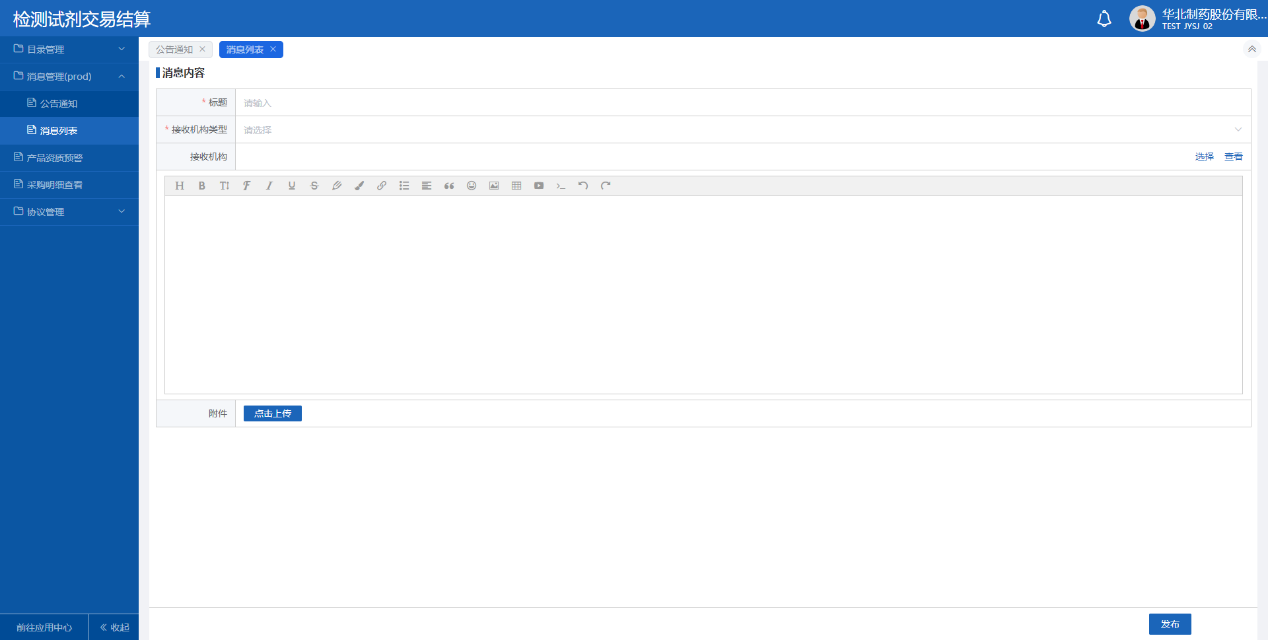 检测试剂交易结算
华北制药股份有限...
TEST JYSJ 02
目录管理
消息管理(prod)
公告通知
消息列表
产品资质预警
采购明细查看
协议管理
前往应用中心
收起
公告通知
消息列表
消息内容
* 标题
请输入
* 接收机构类型
请选择
接收机构
选择 查看
附件
点击上传
发布